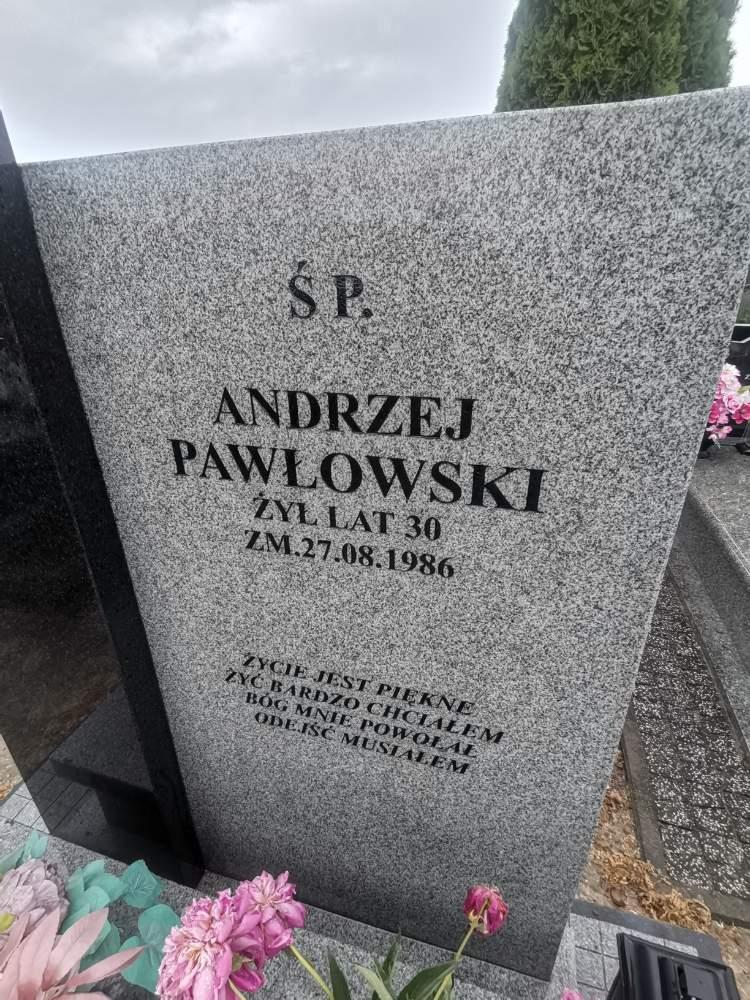 Ś P.
ANDRZEJ
PAWŁOWSKI
ŻYŁ LAT 30
ZM.27.08.1986
ŻYCIE JEST PIĘKNE
ŻYĆ BARDZO CHCIAŁEM
BÓG MNIE POWOŁAŁ
ODEJŚĆ MUSIAŁEM